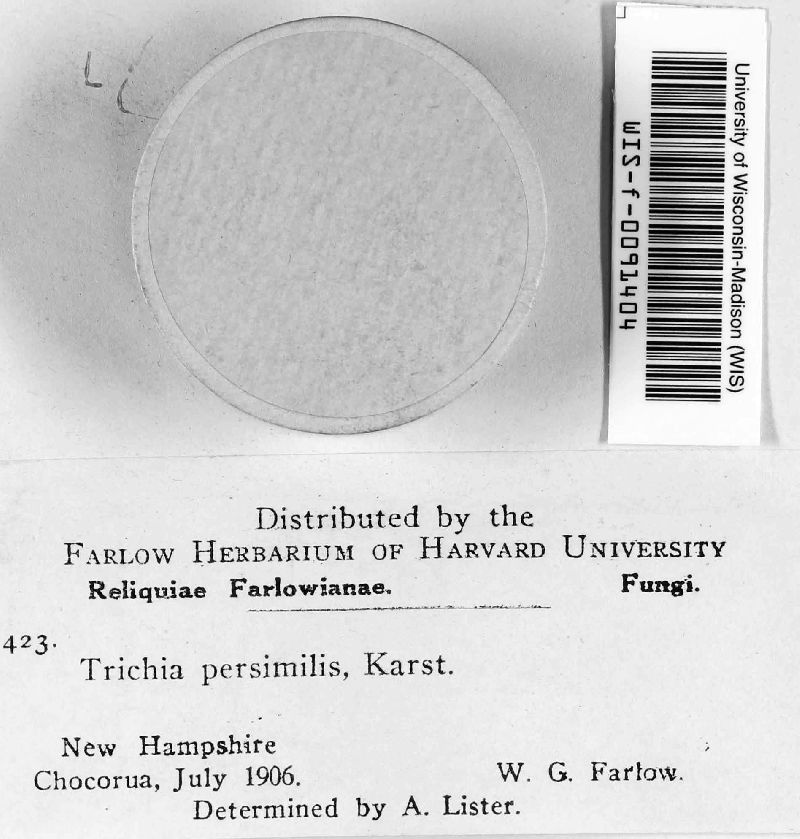 University of Wisconsin-Madison (WIS)
WIS-f-0091404
Distributed by the
FARLOW HERBARIUM OF HARVARD UNIVERSITY
Reliquiae Farlowianae. Fungi.
423.
Trichia persimilis, Karst.
New Hampshire
Chocorua, July 1906. W. G. Farlow.
Determined by A. Lister.